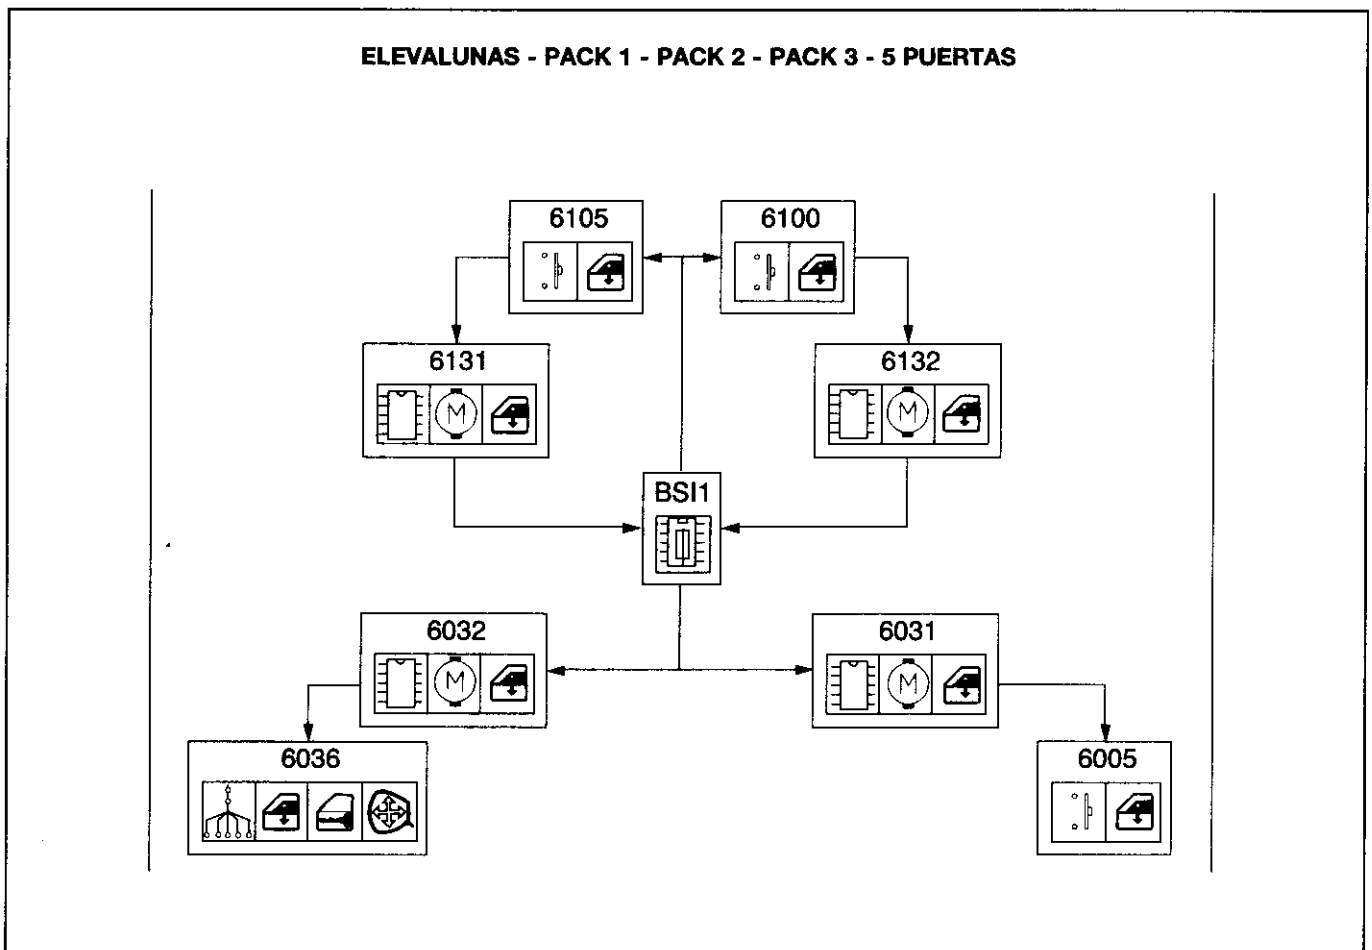 ELEVALUNAS - PACK 1 - PACK 2 - PACK 3 - 5 PUERTAS
6105
6100
6131
M
6132
M
BSI1
6032
M
6031
M
6036
6005